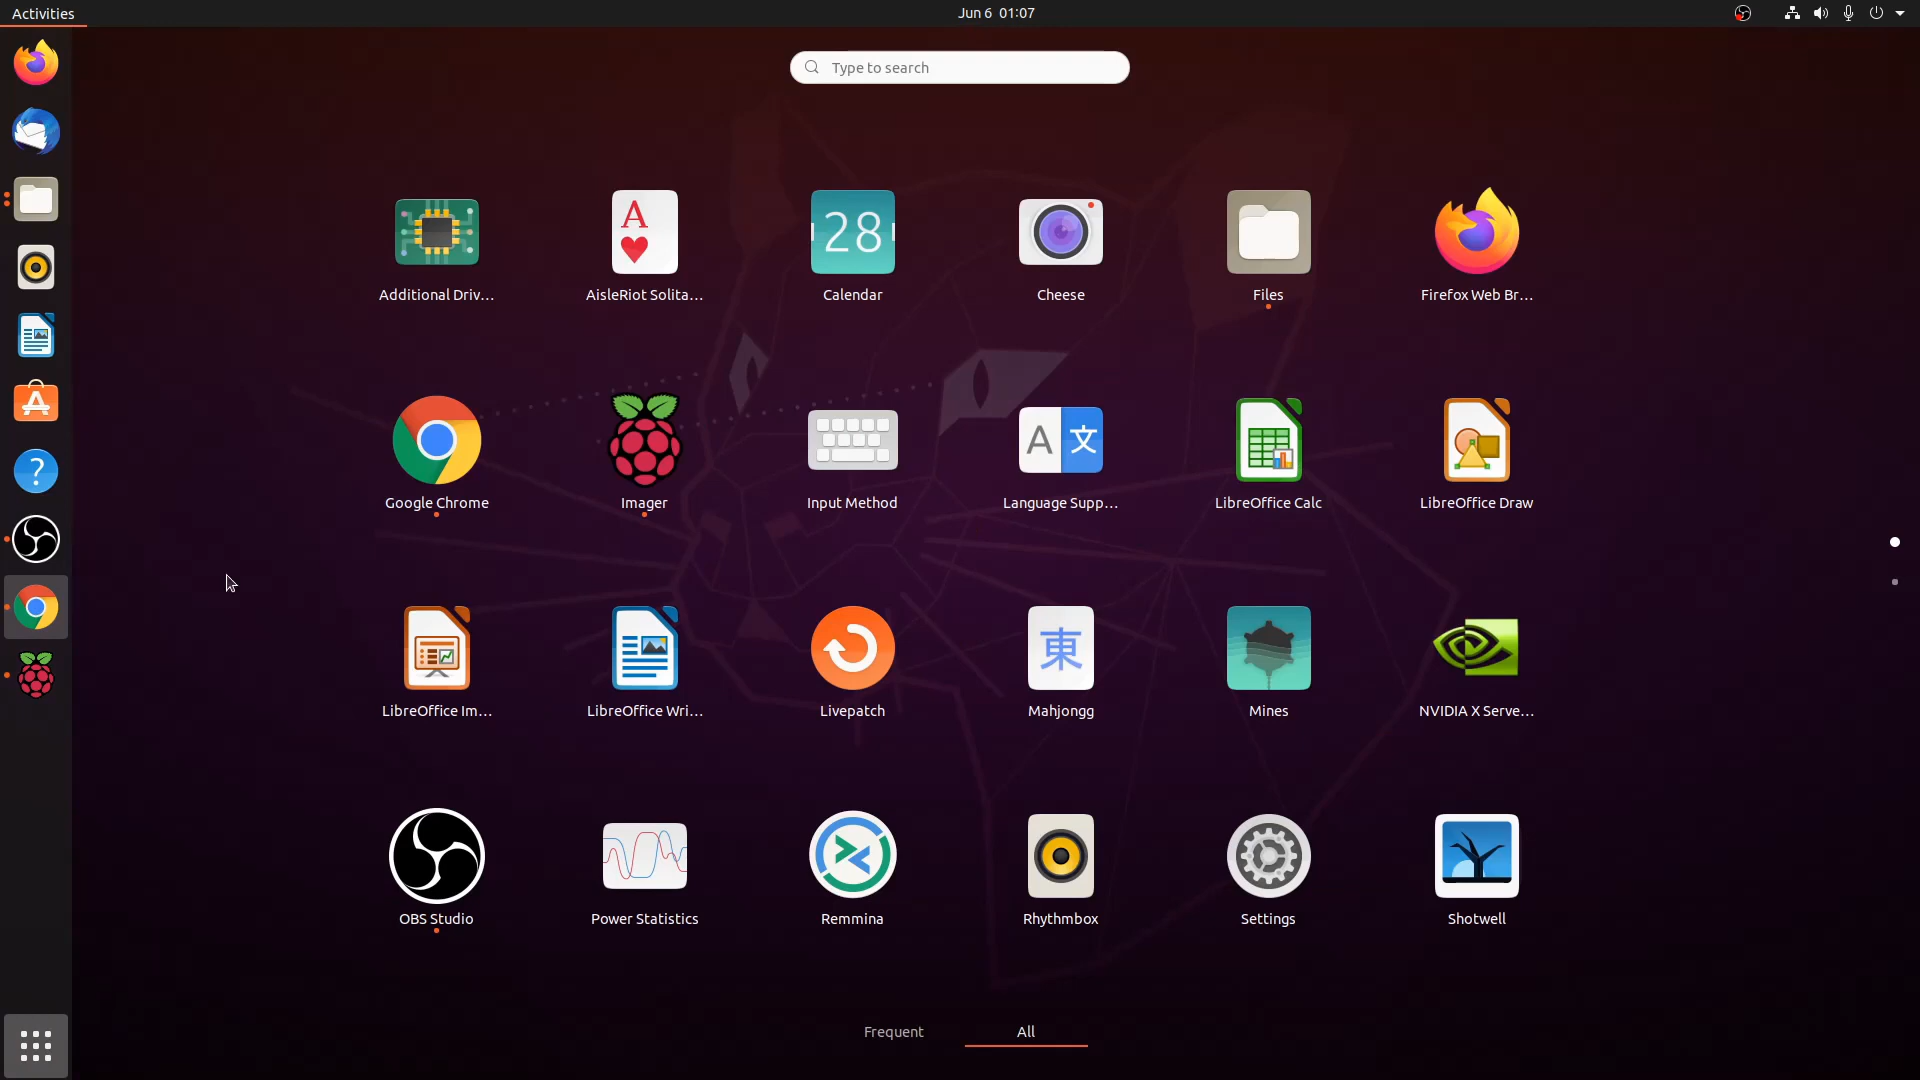 Activities
Jun 6 01:07
Type to search
A
28
Additional Driv...
AisleRiot Solita...
Calendar
Cheese
Files
Firefox Web Br...
A 文
Google Chrome
Imager
Input Method
Language Supp...
LibreOffice Calc
LibreOffice Draw
東
LibreOffice Im...
LibreOffice Wri...
Livepatch
Mahjongg
Mines
NVIDIA X Serve...
OBS Studio
Power Statistics
Remmina
Rhythmbox
Settings
Shotwell
Frequent
All